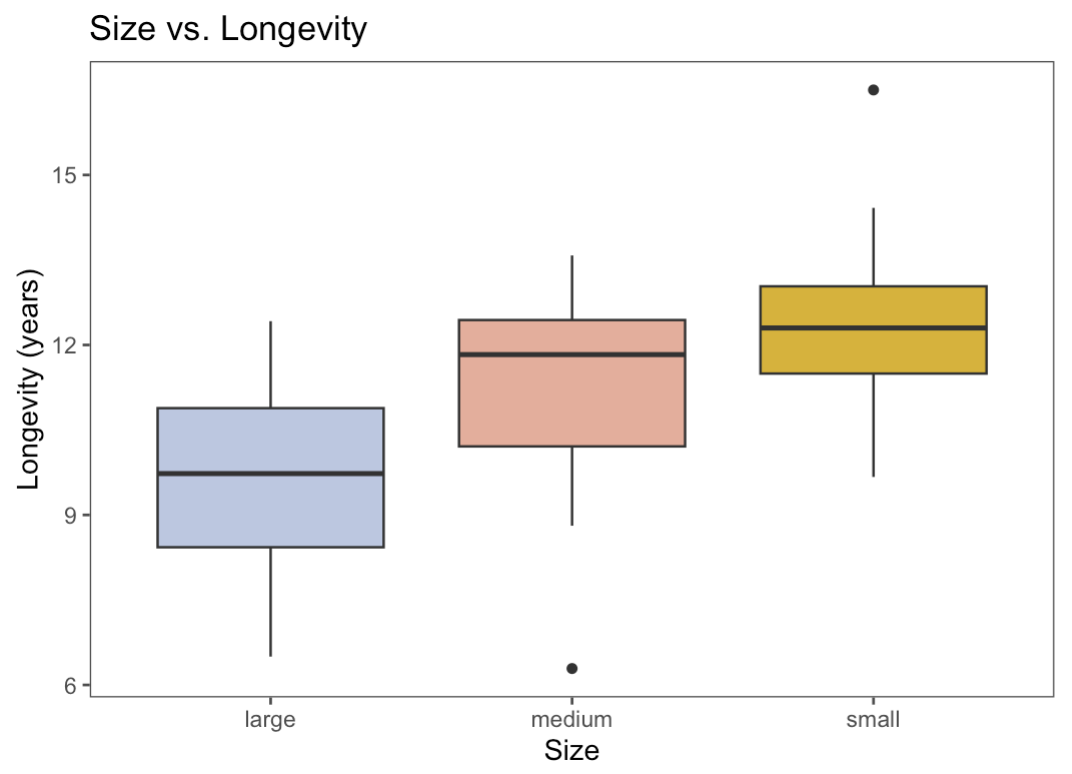 Size vs. Longevity
Longevity (years)
15
12
9
6
large medium small
Size